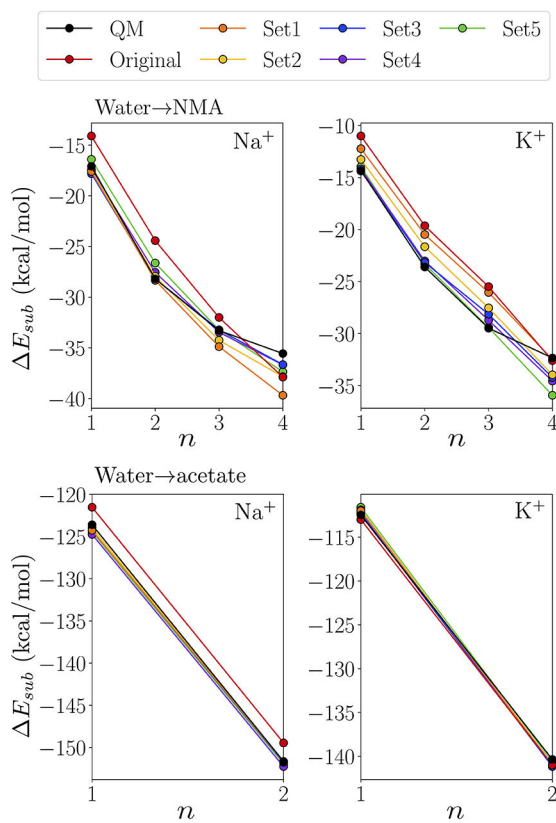 QM Set1 Set3 Set5
Original Set2 Set4
Water→NMA
Na⁺ K⁺
ΔE_sub (kcal/mol)
−15
−20
−25
−30
−35
−40
1 2 3 4
n
−10
−15
−20
−25
−30
−35
1 2 3 4
n
Water→acetate
Na⁺ K⁺
ΔE_sub (kcal/mol)
−120
−125
−130
−135
−140
−145
−150
1 2
n
−115
−120
−125
−130
−135
−140
1 2
n